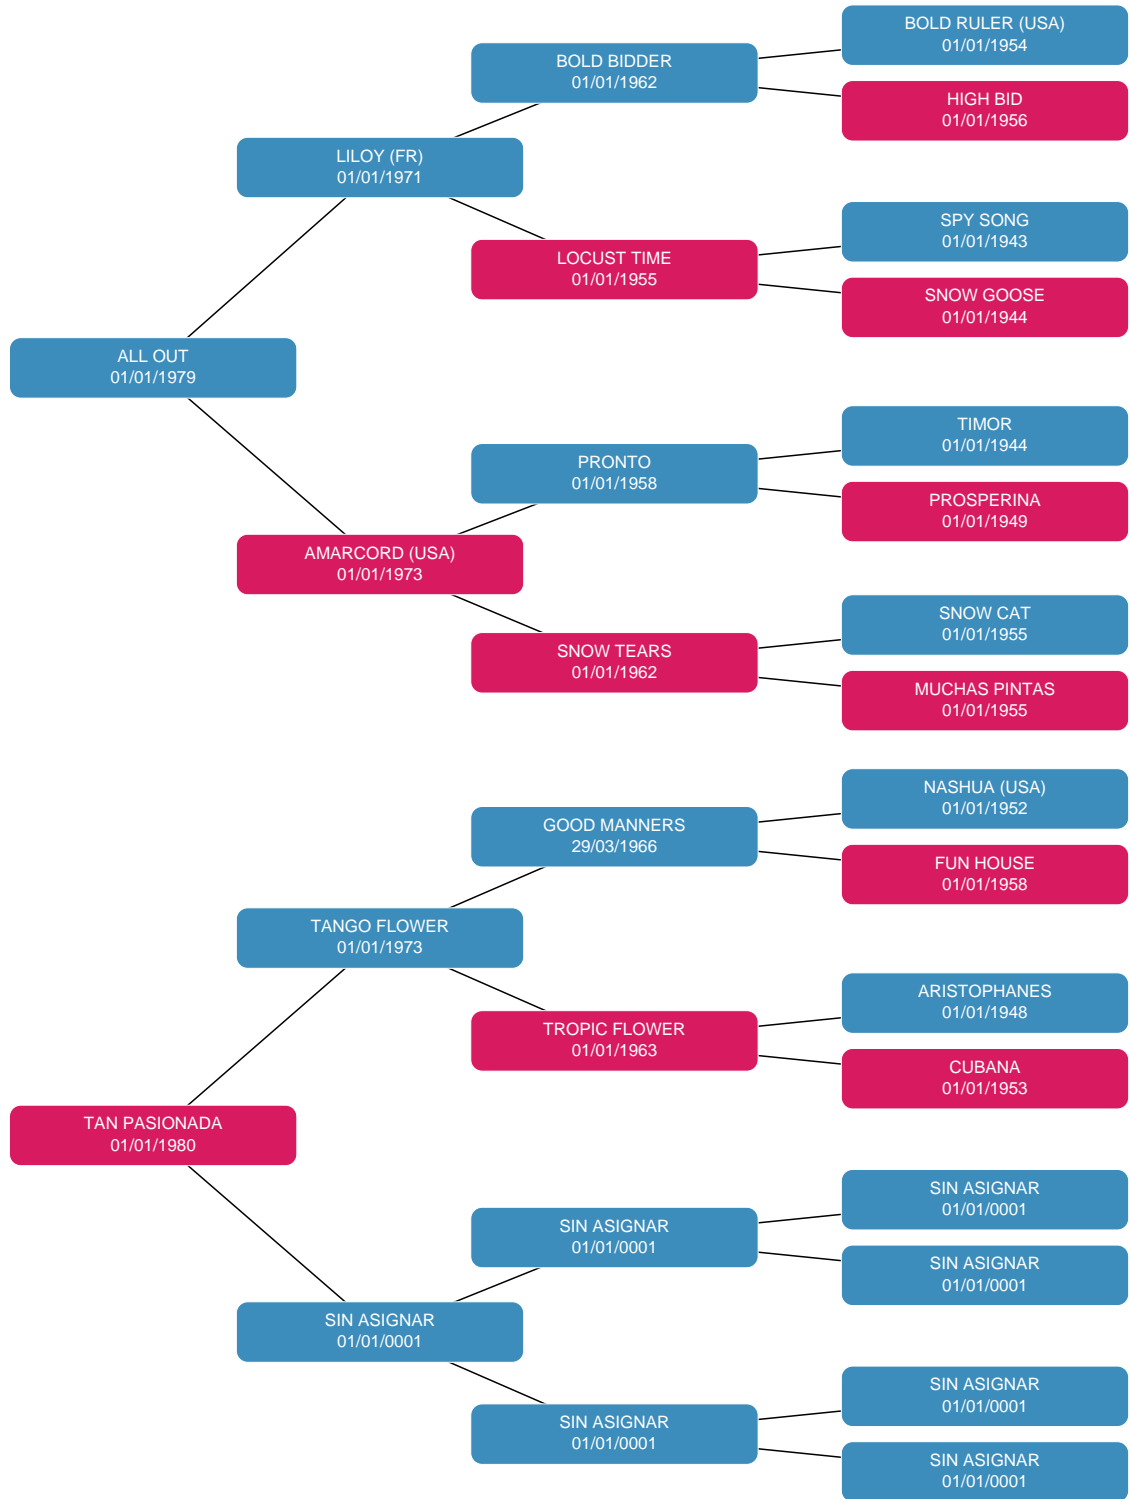 BOLD RULER (USA)
01/01/1954
BOLD BIDDER
01/01/1962
HIGH BID
01/01/1956
LILOY (FR)
01/01/1971
SPY SONG
01/01/1943
LOCUST TIME
01/01/1955
SNOW GOOSE
01/01/1944
ALL OUT
01/01/1979
TIMOR
01/01/1944
PRONTO
01/01/1958
PROSPERINA
01/01/1949
AMARCORD (USA)
01/01/1973
SNOW CAT
01/01/1955
SNOW TEARS
01/01/1962
MUCHAS PINTAS
01/01/1955
NASHUA (USA)
01/01/1952
GOOD MANNERS
29/03/1966
FUN HOUSE
01/01/1958
TANGO FLOWER
01/01/1973
ARISTOPHANES
01/01/1948
TROPIC FLOWER
01/01/1963
CUBANA
01/01/1953
TAN PASIONADA
01/01/1980
SIN ASIGNAR
01/01/0001
SIN ASIGNAR
01/01/0001
SIN ASIGNAR
01/01/0001
SIN ASIGNAR
01/01/0001
SIN ASIGNAR
01/01/0001
SIN ASIGNAR
01/01/0001
SIN ASIGNAR
01/01/0001